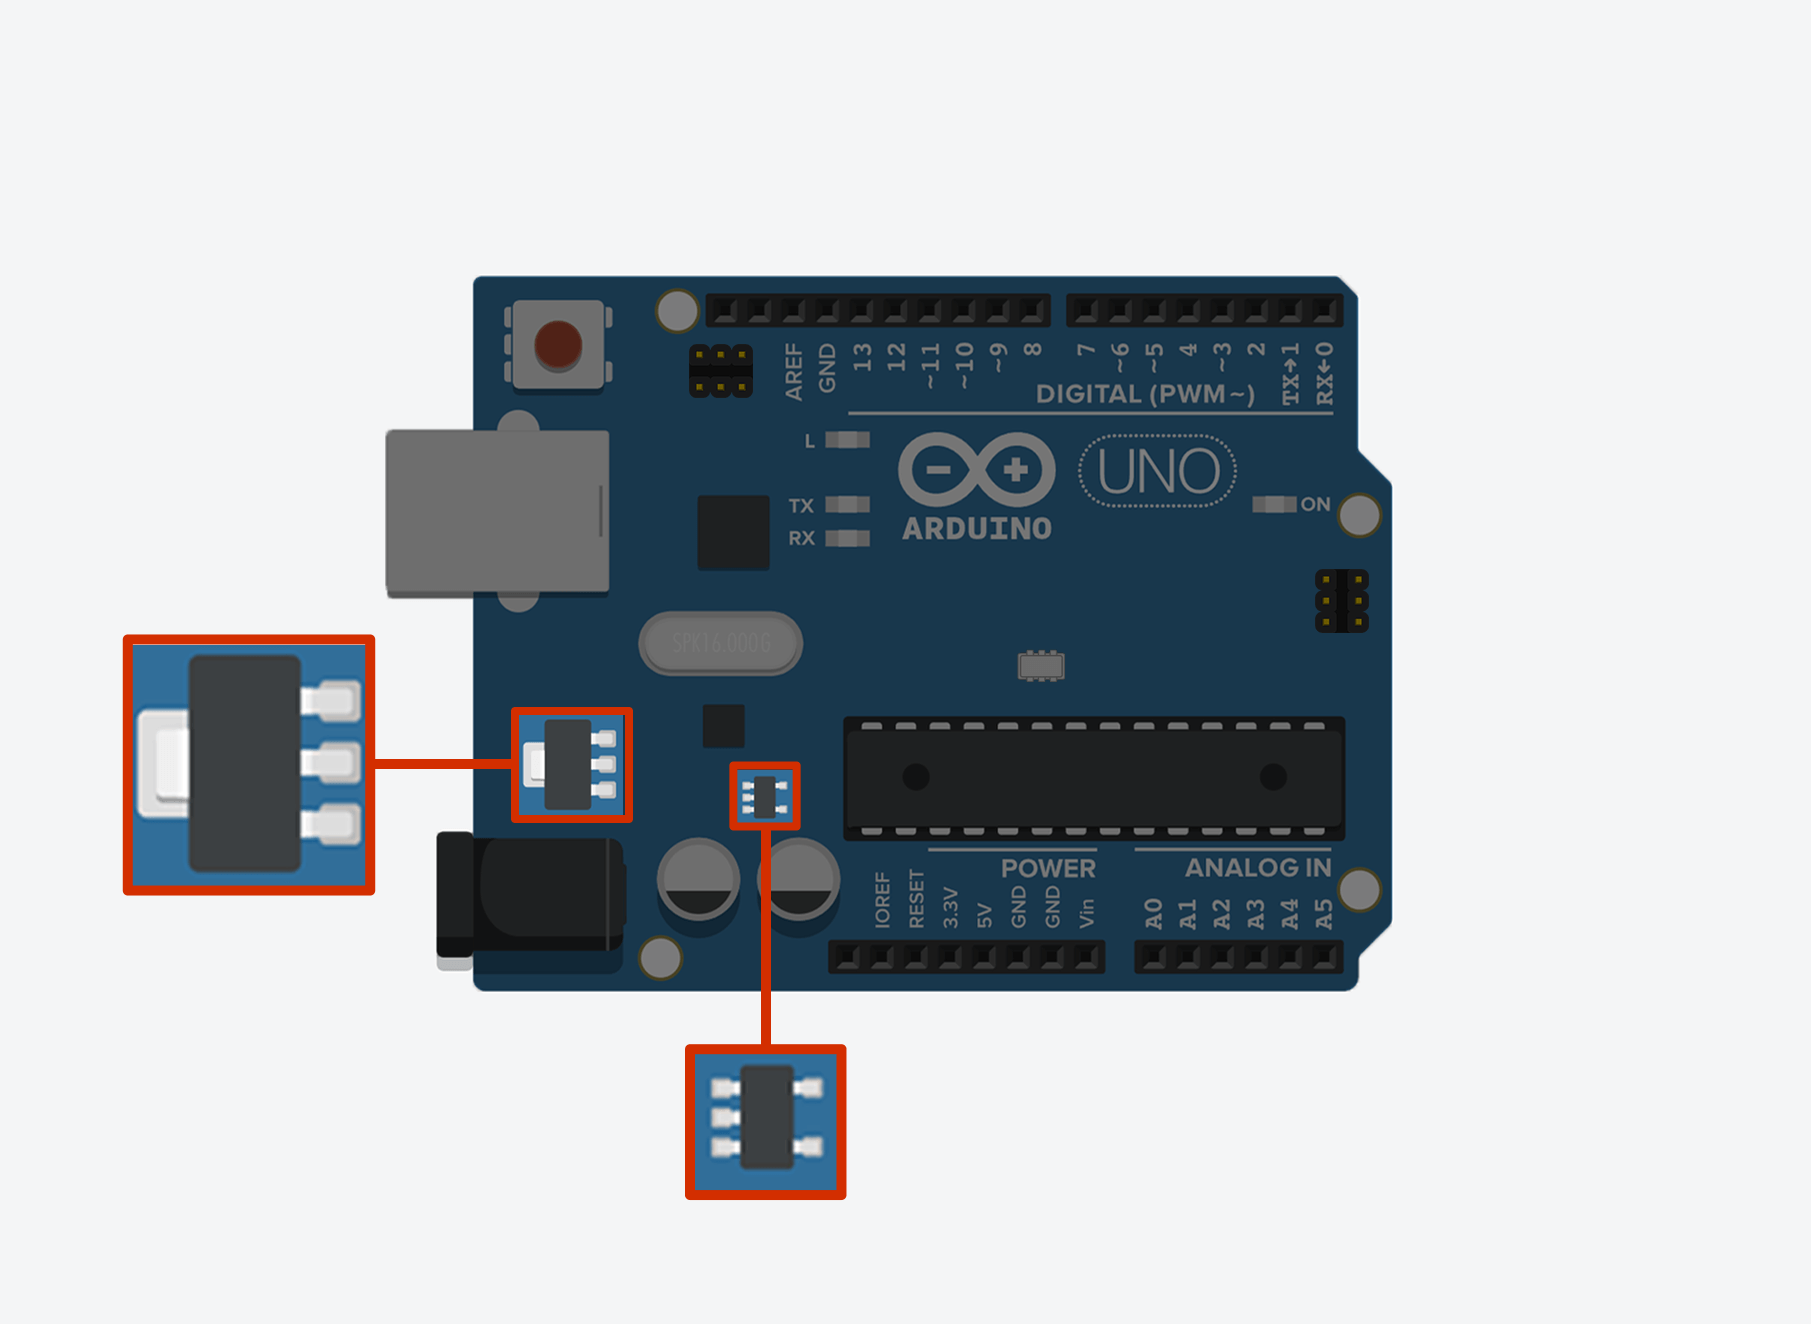 AREF
GND
13
12
~11
~10
~9
8
7
~6
~5
4
~3
2
TX→1
RX←0
DIGITAL (PWM~)
L
TX
RX
ARDUINO
UNO
ON
SPK16.000G
POWER
ANALOG IN
IOREF
RESET
3.3V
5V
GND
GND
Vin
A0
A1
A2
A3
A4
A5